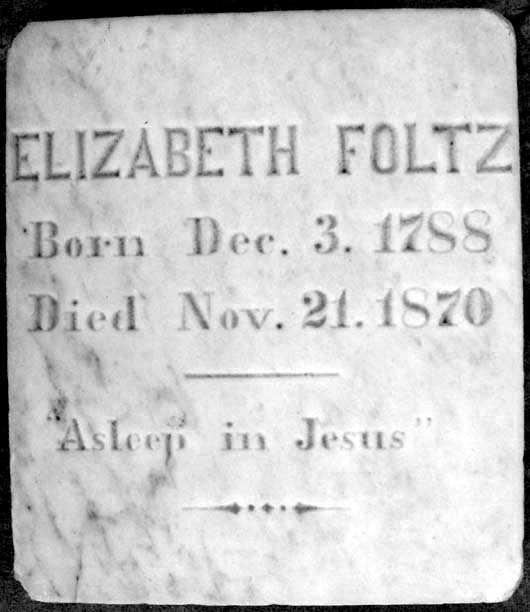 ELIZABETH FOLTZ
Born Dec. 3. 1788
Died Nov. 21. 1870
"Asleep in Jesus"